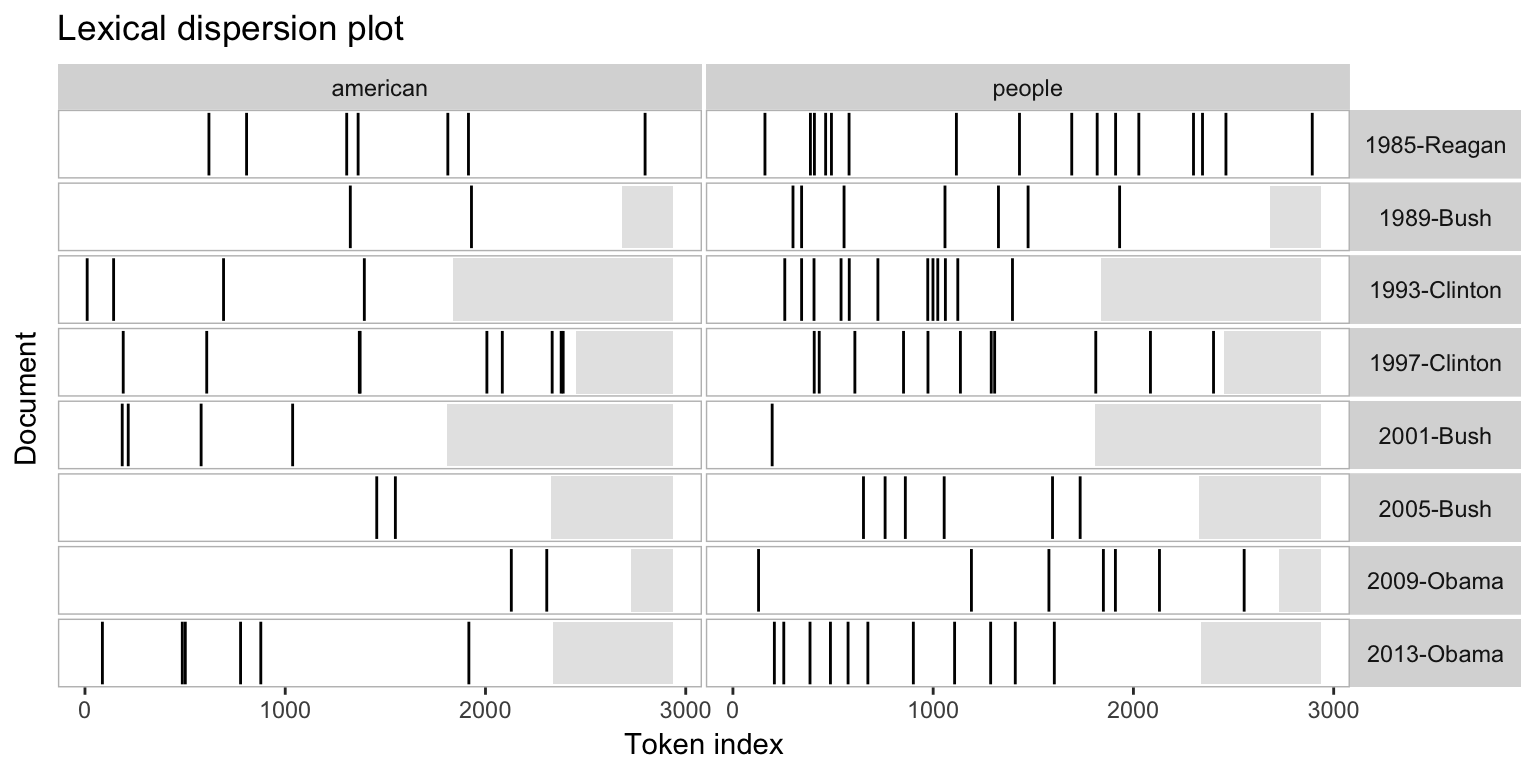 Lexical dispersion plot
american people
1985-Reagan
1989-Bush
1993-Clinton
1997-Clinton
2001-Bush
2005-Bush
2009-Obama
2013-Obama
Document
0 1000 2000 3000 0 1000 2000 3000
Token index